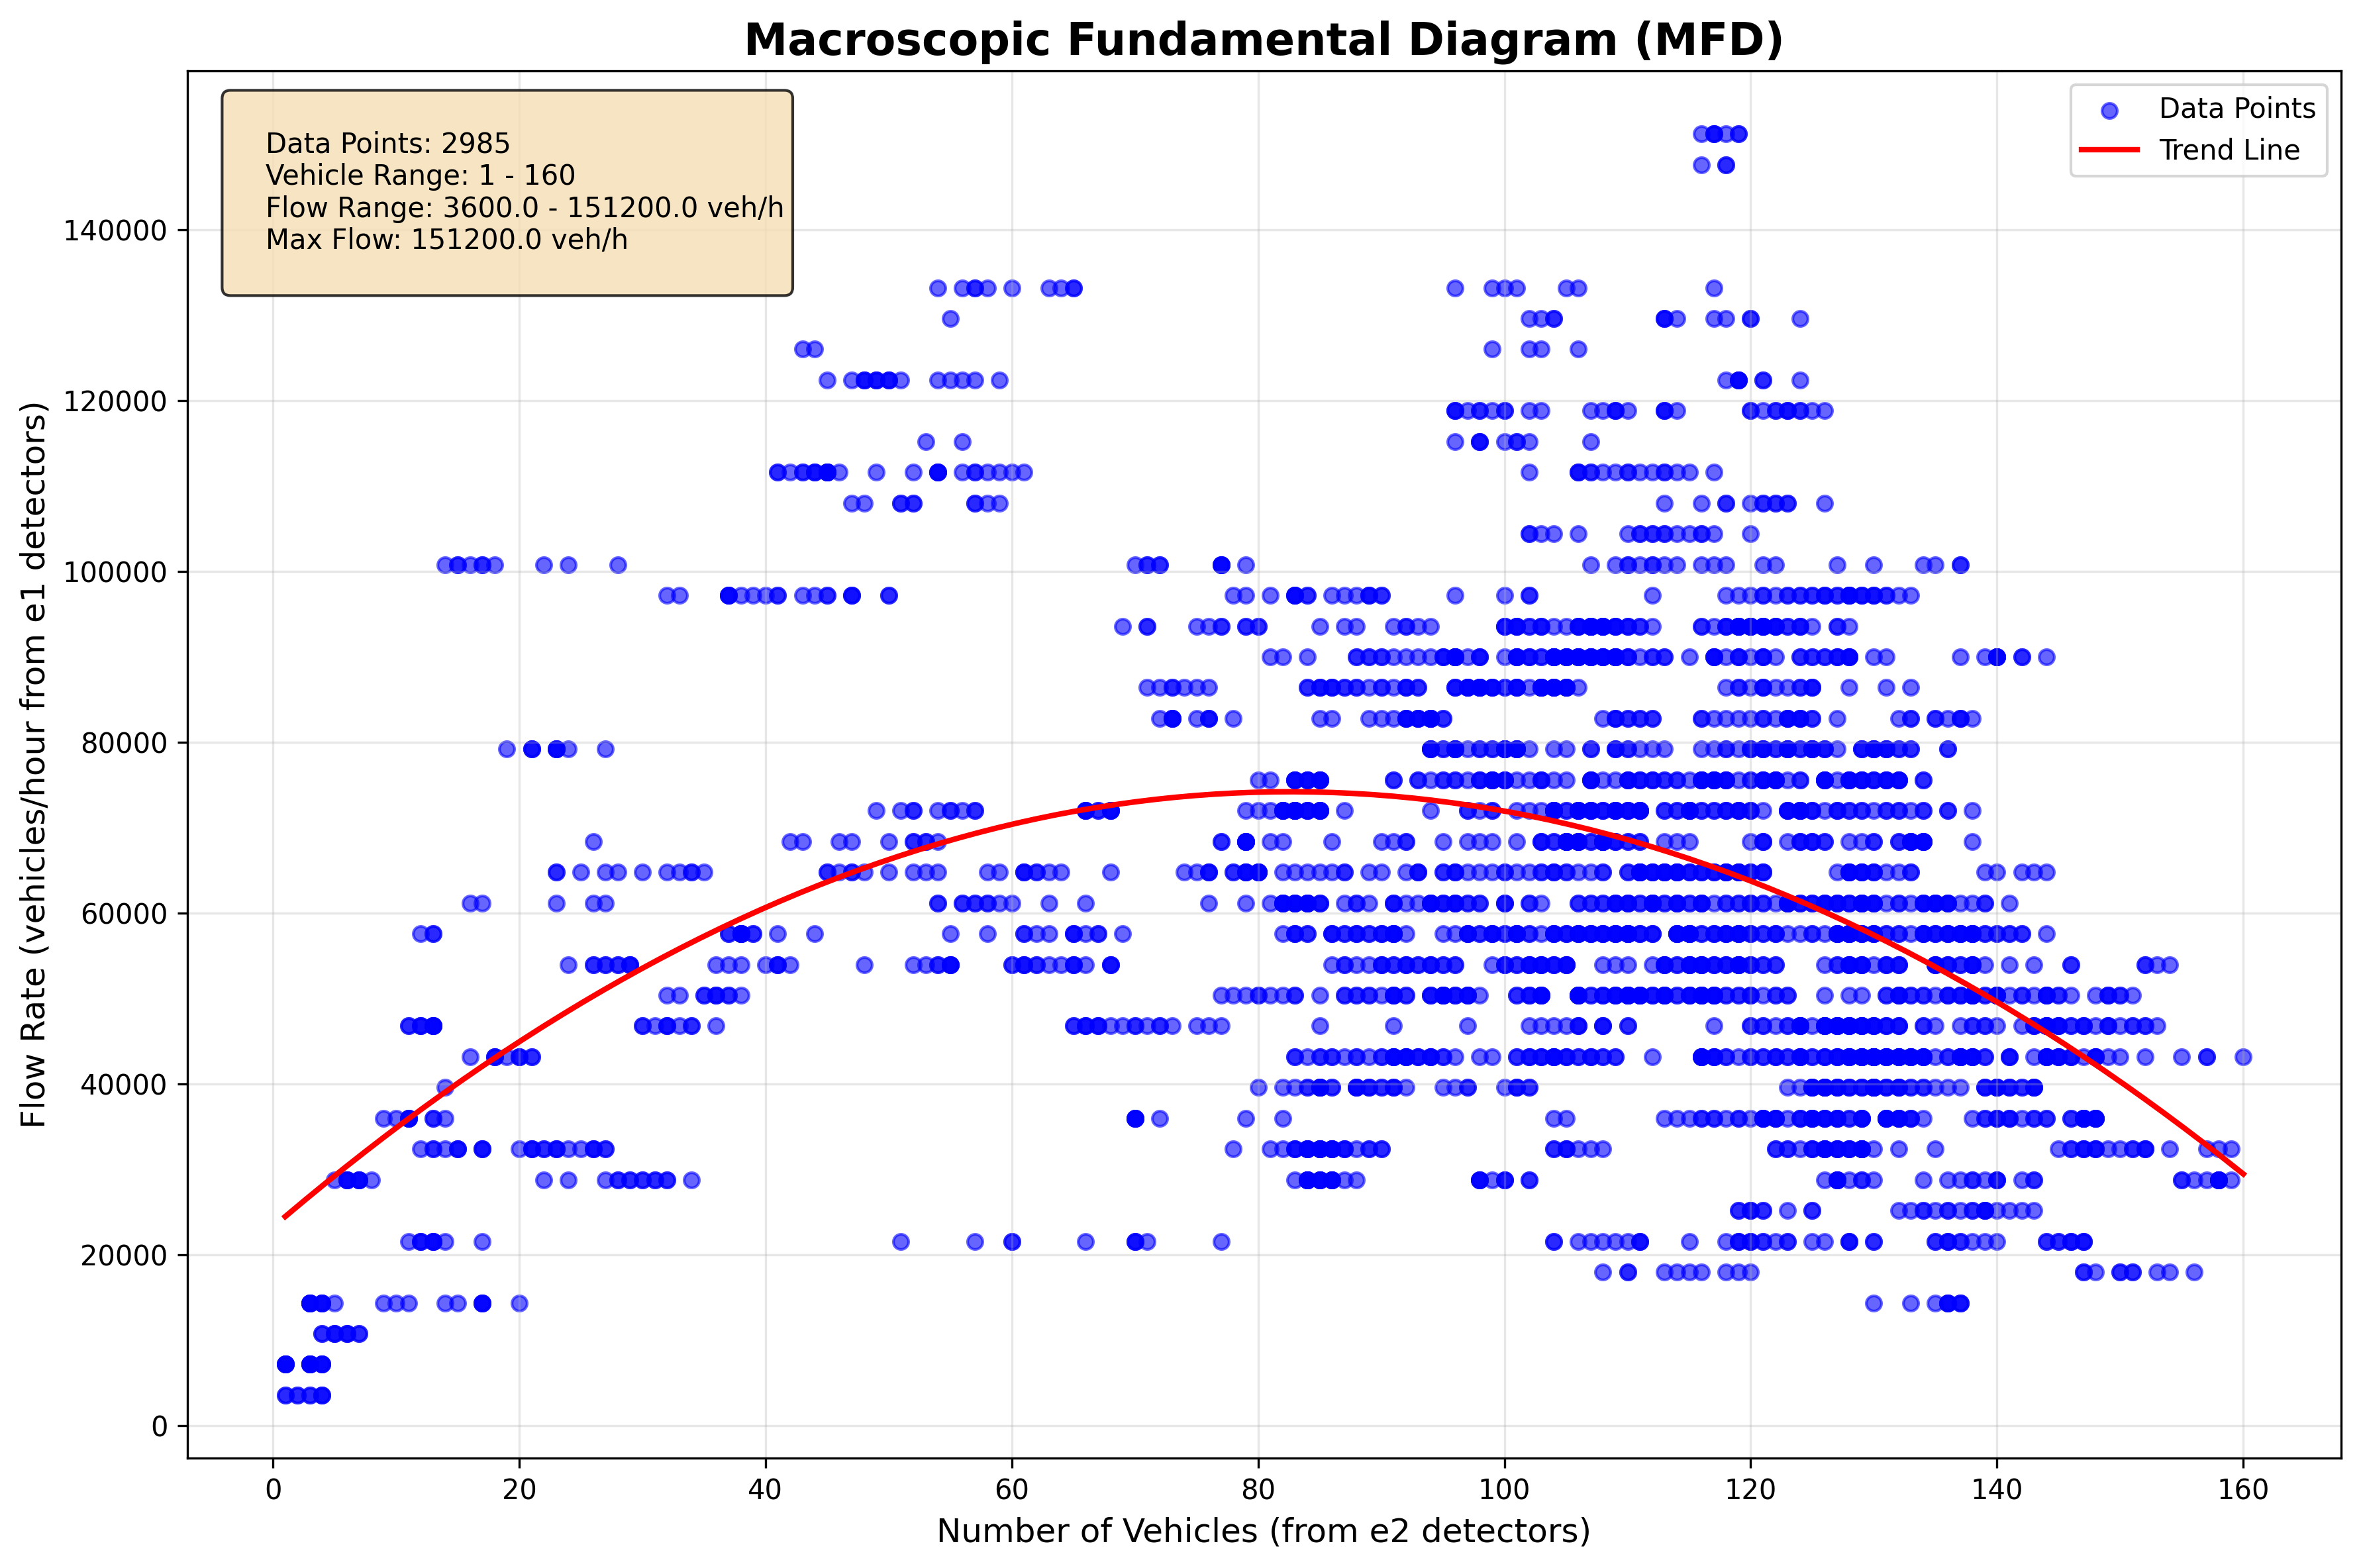 Macroscopic Fundamental Diagram (MFD)
Data Points: 2985
Vehicle Range: 1 - 160
Flow Range: 3600.0 - 151200.0 veh/h
Max Flow: 151200.0 veh/h
Data Points
Trend Line
Flow Rate (vehicles/hour from e1 detectors)
140000
120000
100000
80000
60000
40000
20000
0
0 20 40 60 80 100 120 140 160
Number of Vehicles (from e2 detectors)